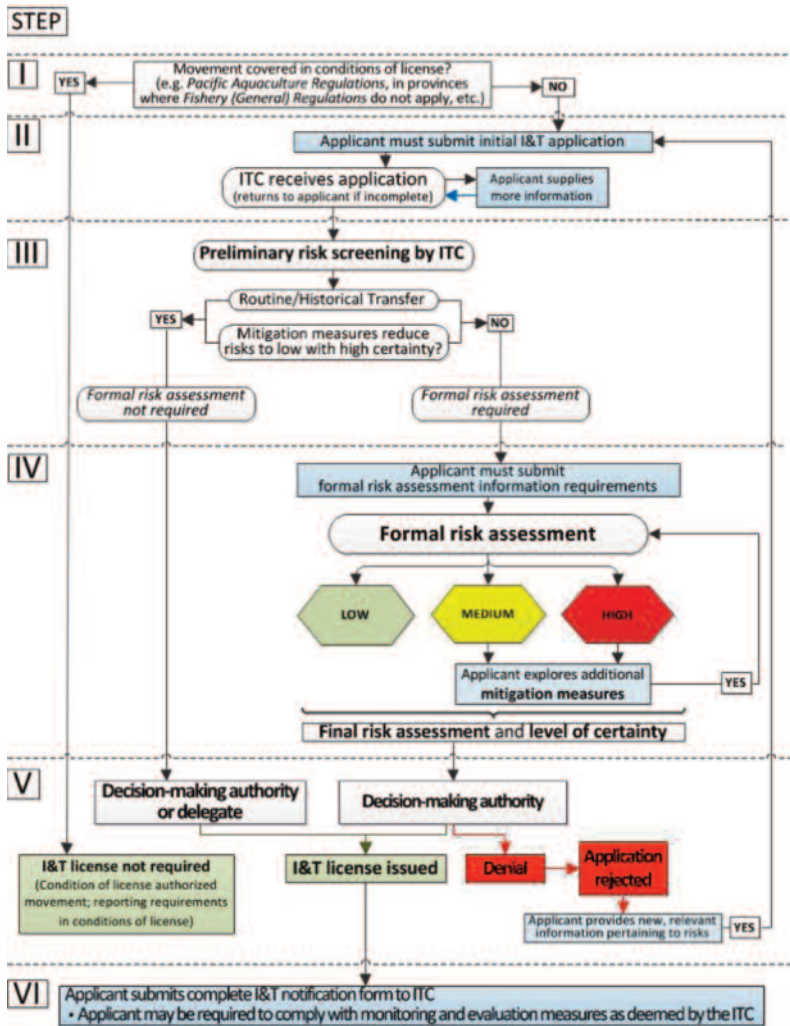 STEP
I
YES
Movement covered in conditions of license?
(e.g. Pacific Aquaculture Regulations, in provinces
where Fishery (General) Regulations do not apply, etc.)
NO
II
Applicant must submit initial I&T application
ITC receives application
(returns to applicant if incomplete)
Applicant supplies
more information
III
Preliminary risk screening by ITC
Routine/Historical Transfer
YES
NO
Mitigation measures reduce
risks to low with high certainty?
Formal risk assessment
not required
Formal risk assessment
required
IV
Applicant must submit
formal risk assessment information requirements
Formal risk assessment
LOW
MEDIUM
HIGH
Applicant explores additional
mitigation measures
YES
Final risk assessment and level of certainty
V
Decision-making authority
or delegate
Decision-making authority
I&T license not required
(Condition of license authorized
movement; reporting requirements
in conditions of license)
I&T license issued
Denial
Application
rejected
Applicant provides new, relevant
information pertaining to risks
YES
VI
Applicant submits complete I&T notification form to ITC
• Applicant may be required to comply with monitoring and evaluation measures as deemed by the ITC